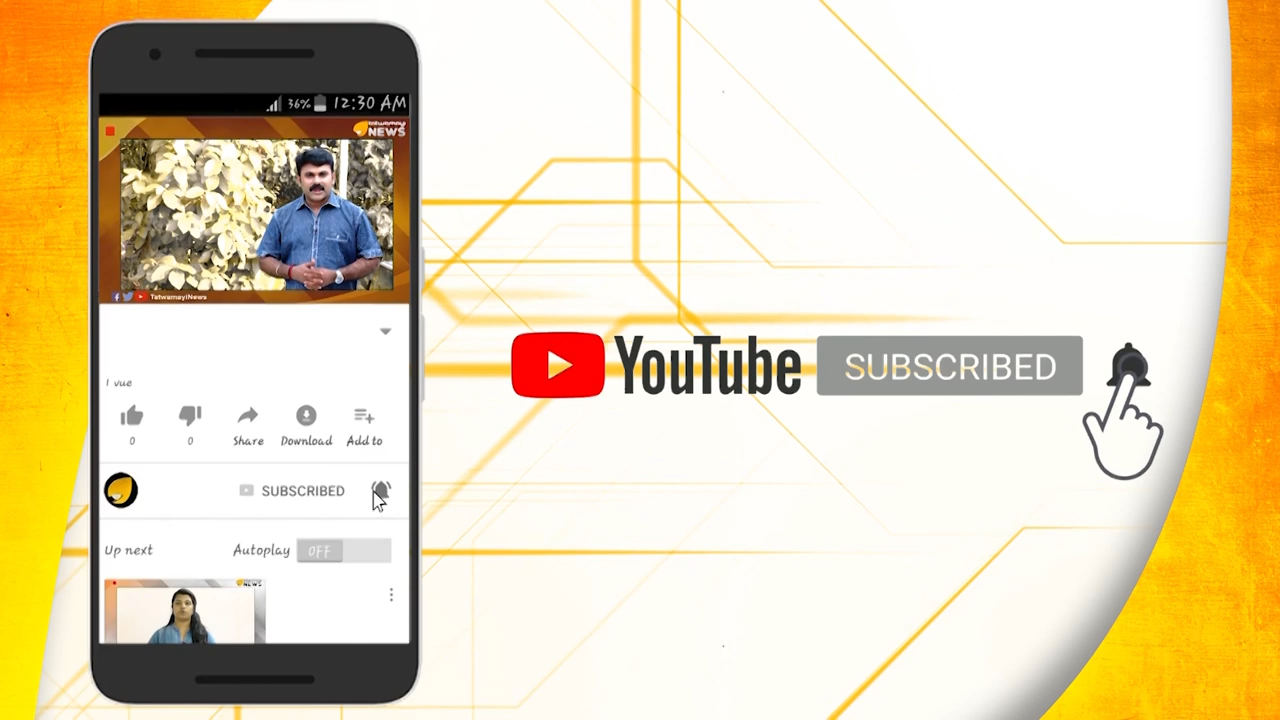 36% 12:30 AM
tatwamayi
NEWS
TatwamayiNews
1 vue
0 0 Share Download Add to
SUBSCRIBED
Up next Autoplay OFF
NEWS
YouTube SUBSCRIBED